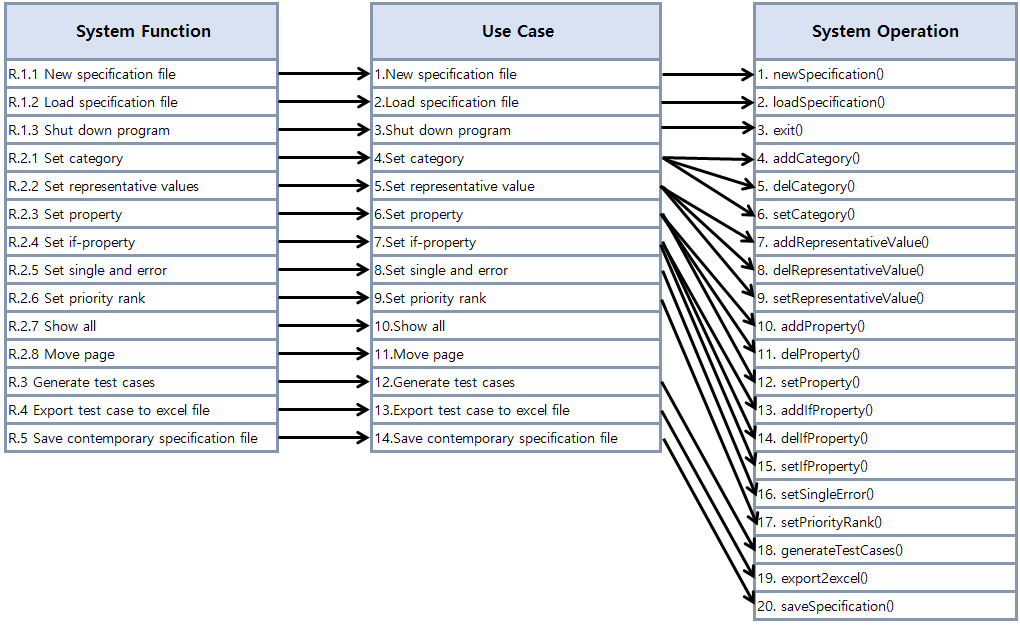 System Function
R.1.1 New specification file
R.1.2 Load specification file
R.1.3 Shut down program
R.2.1 Set category
R.2.2 Set representative values
R.2.3 Set property
R.2.4 Set if-property
R.2.5 Set single and error
R.2.6 Set priority rank
R.2.7 Show all
R.2.8 Move page
R.3 Generate test cases
R.4 Export test case to excel file
R.5 Save contemporary specification file
Use Case
1.New specification file
2.Load specification file
3.Shut down program
4.Set category
5.Set representative value
6.Set property
7.Set if-property
8.Set single and error
9.Set priority rank
10.Show all
11.Move page
12.Generate test cases
13.Export test case to excel file
14.Save contemporary specification file
System Operation
1. newSpecification()
2. loadSpecification()
3. exit()
4. addCategory()
5. delCategory()
6. setCategory()
7. addRepresentativeValue()
8. delRepresentativeValue()
9. setRepresentativeValue()
10. addProperty()
11. delProperty()
12. setProperty()
13. addIfProperty()
14. delIfProperty()
15. setIfProperty()
16. setSingleError()
17. setPriorityRank()
18. generateTestCases()
19. export2excel()
20. saveSpecification()